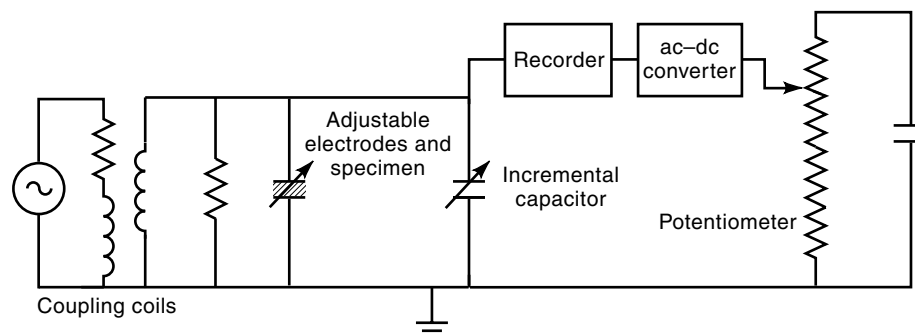 Recorder
ac–dc
converter
Adjustable
electrodes and
specimen
Incremental
capacitor
Potentiometer
Coupling coils